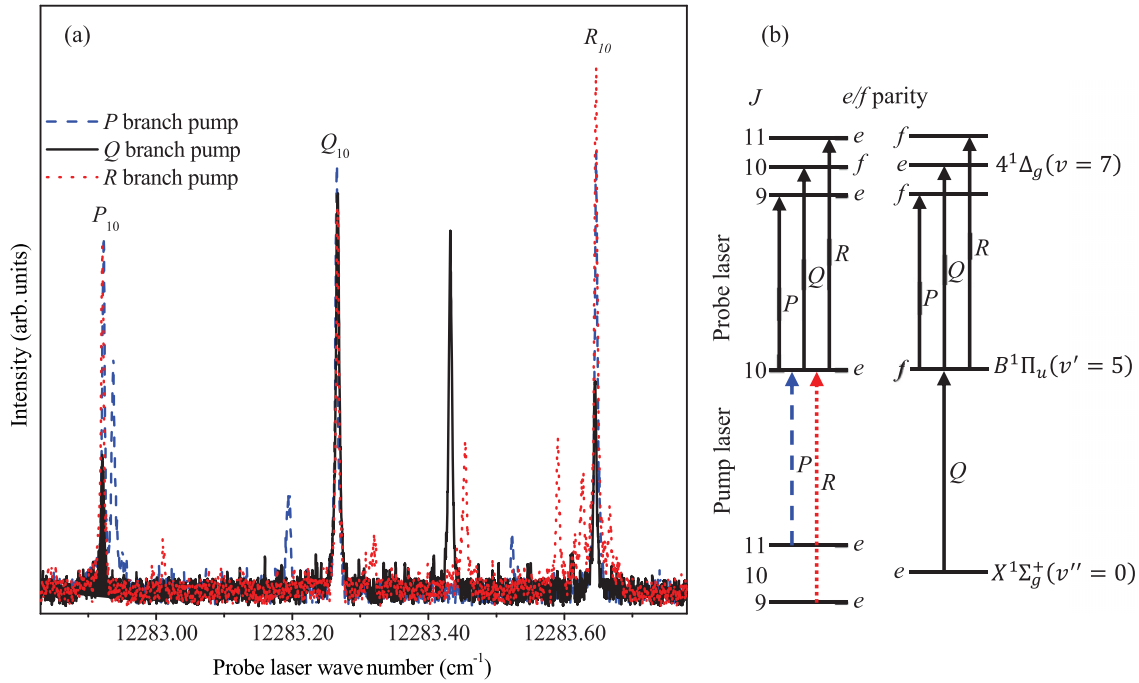 (a)
R10
P branch pump
Q branch pump
R branch pump
Q10
P10
Intensity (arb. units)
12283.00 12283.20 12283.40 12283.60
Probe laser wave number (cm⁻¹)
(b)
J e/f parity
11 e f
10 f e 4¹Δg(v = 7)
9 e f
Probe laser
P Q R P Q R
10 e f B¹Πu(v′ = 5)
Pump laser
P R Q
11 e
10 e X¹Σg⁺(v″ = 0)
9 e